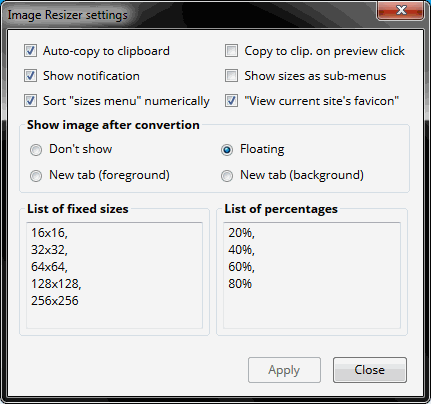 Image Resizer settings
Auto-copy to clipboard
Copy to clip. on preview click
Show notification
Show sizes as sub-menus
Sort "sizes menu" numerically
"View current site's favicon"
Show image after convertion
Don't show
Floating
New tab (foreground)
New tab (background)
List of fixed sizes
16x16,
32x32,
64x64,
128x128,
256x256
List of percentages
20%,
40%,
60%,
80%
Apply
Close